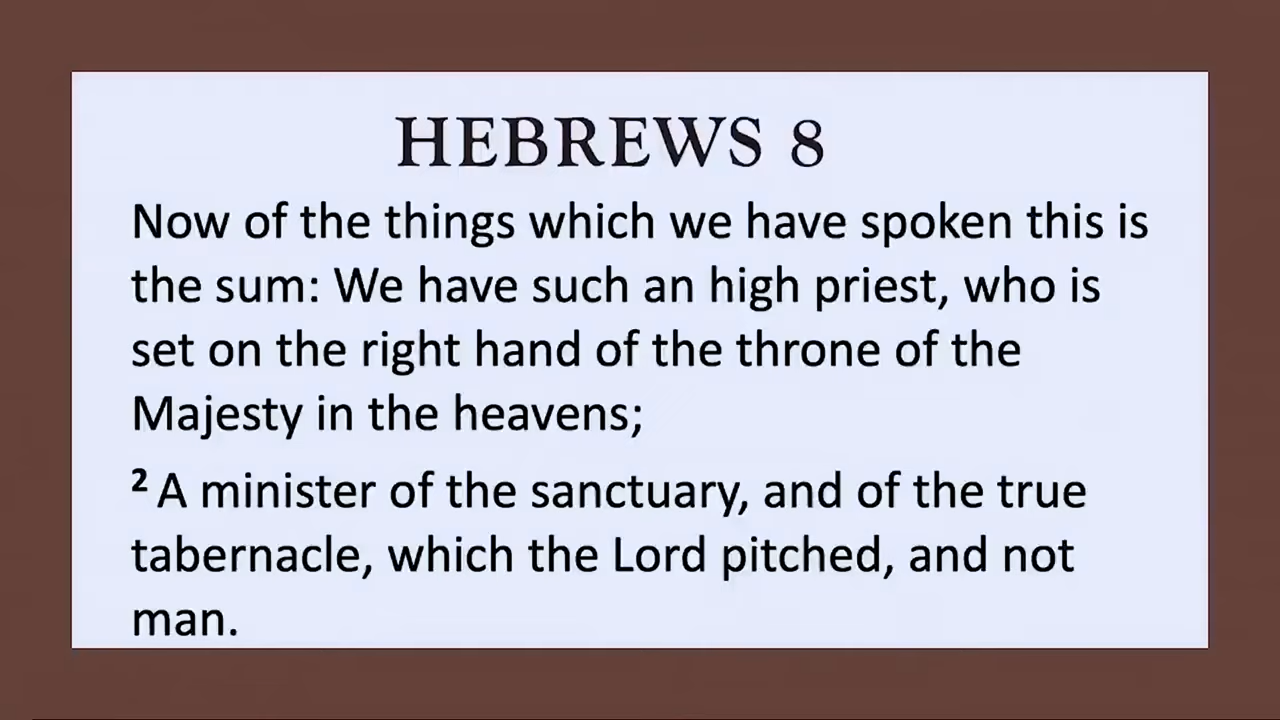 HEBREWS 8
Now of the things which we have spoken this is
the sum: We have such an high priest, who is
set on the right hand of the throne of the
Majesty in the heavens;
² A minister of the sanctuary, and of the true
tabernacle, which the Lord pitched, and not
man.